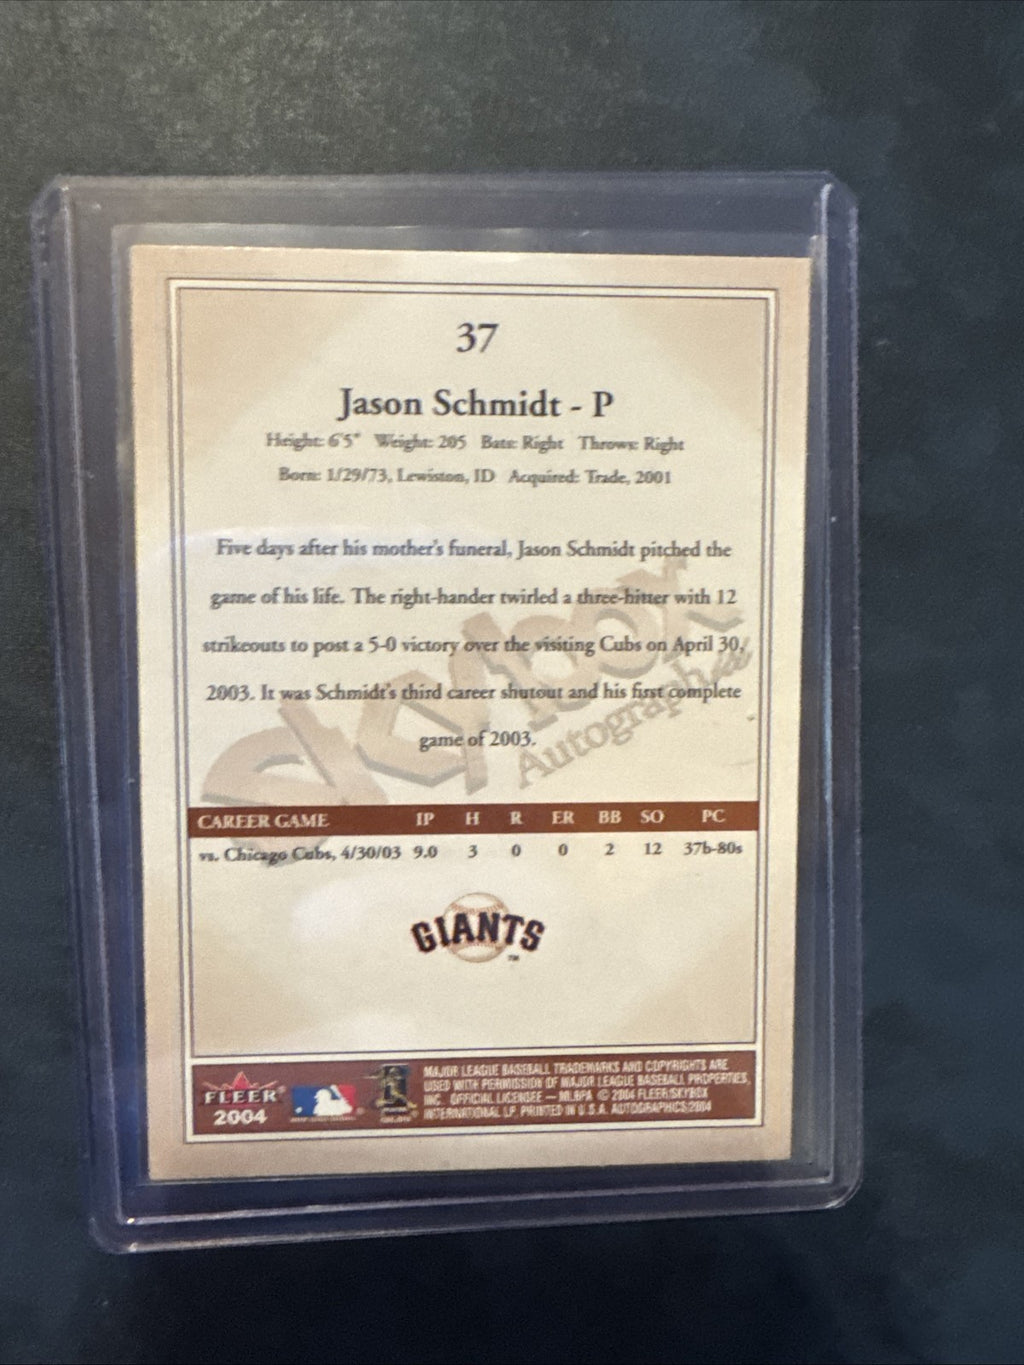 37
Jason Schmidt - P
Height: 6'5" Weight: 205 Bats: Right Throws: Right
Born: 1/29/73, Lewiston, ID Acquired: Trade, 2001
Five days after his mother's funeral, Jason Schmidt pitched the
game of his life. The right-hander twirled a three-hitter with 12
strikeouts to post a 5-0 victory over the visiting Cubs on April 30,
2003. It was Schmidt's third career shutout and his first complete
game of 2003.
skybox
Autographics
CAREER GAME IP H R ER BB SO PC
vs. Chicago Cubs, 4/30/03 9.0 3 0 0 2 12 37b-80s
GIANTS
TM
FLEER
2004
MAJOR LEAGUE BASEBALL TRADEMARKS AND COPYRIGHTS ARE
USED WITH PERMISSION OF MAJOR LEAGUE BASEBALL PROPERTIES,
INC. OFFICIAL LICENSEE — MLBPA © 2004 FLEER/SKYBOX
INTERNATIONAL LP. PRINTED IN U.S.A. AUTOGRAPHICS/2004